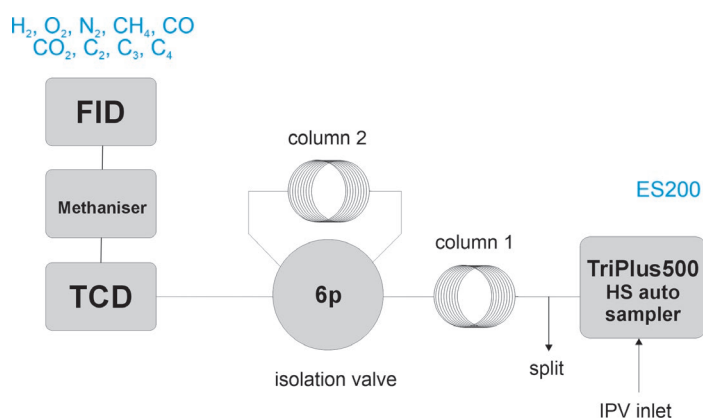 H₂, O₂, N₂, CH₄, CO
CO₂, C₂, C₃, C₄
FID
Methaniser
TCD
column 2
6p
isolation valve
column 1
split
ES200
TriPlus500
HS auto
sampler
IPV inlet